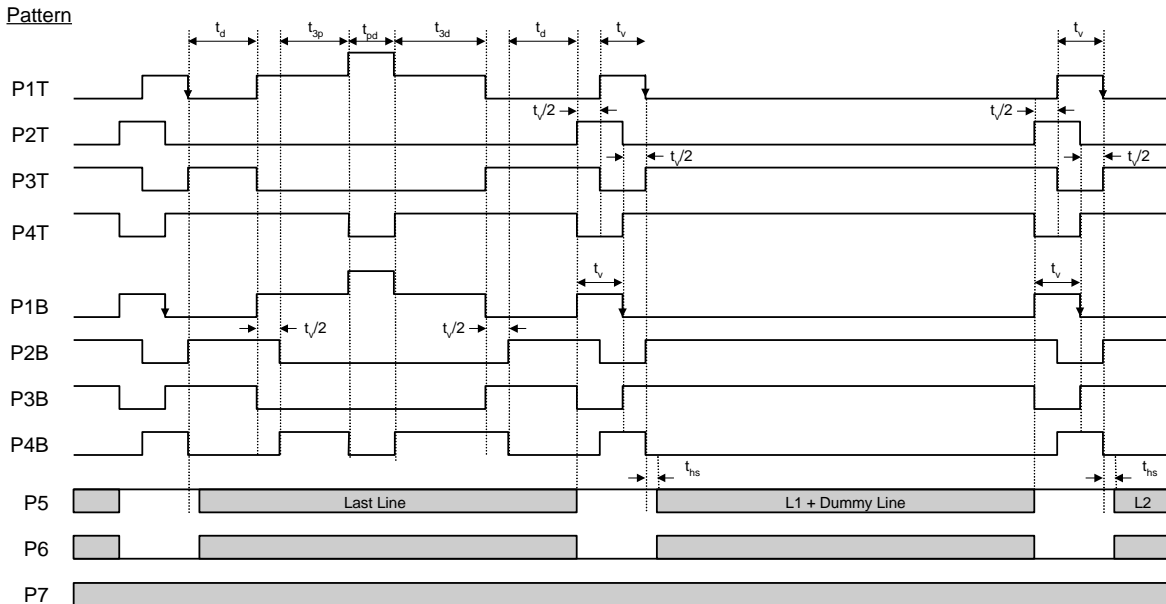 Pattern
td t3p tpd t3d td tv tv
P1T
tv/2 tv/2
P2T
tv/2 tv/2
P3T
P4T
tv tv
P1B
tv/2 tv/2
P2B
P3B
P4B
ths ths
P5 Last Line L1 + Dummy Line L2
P6
P7